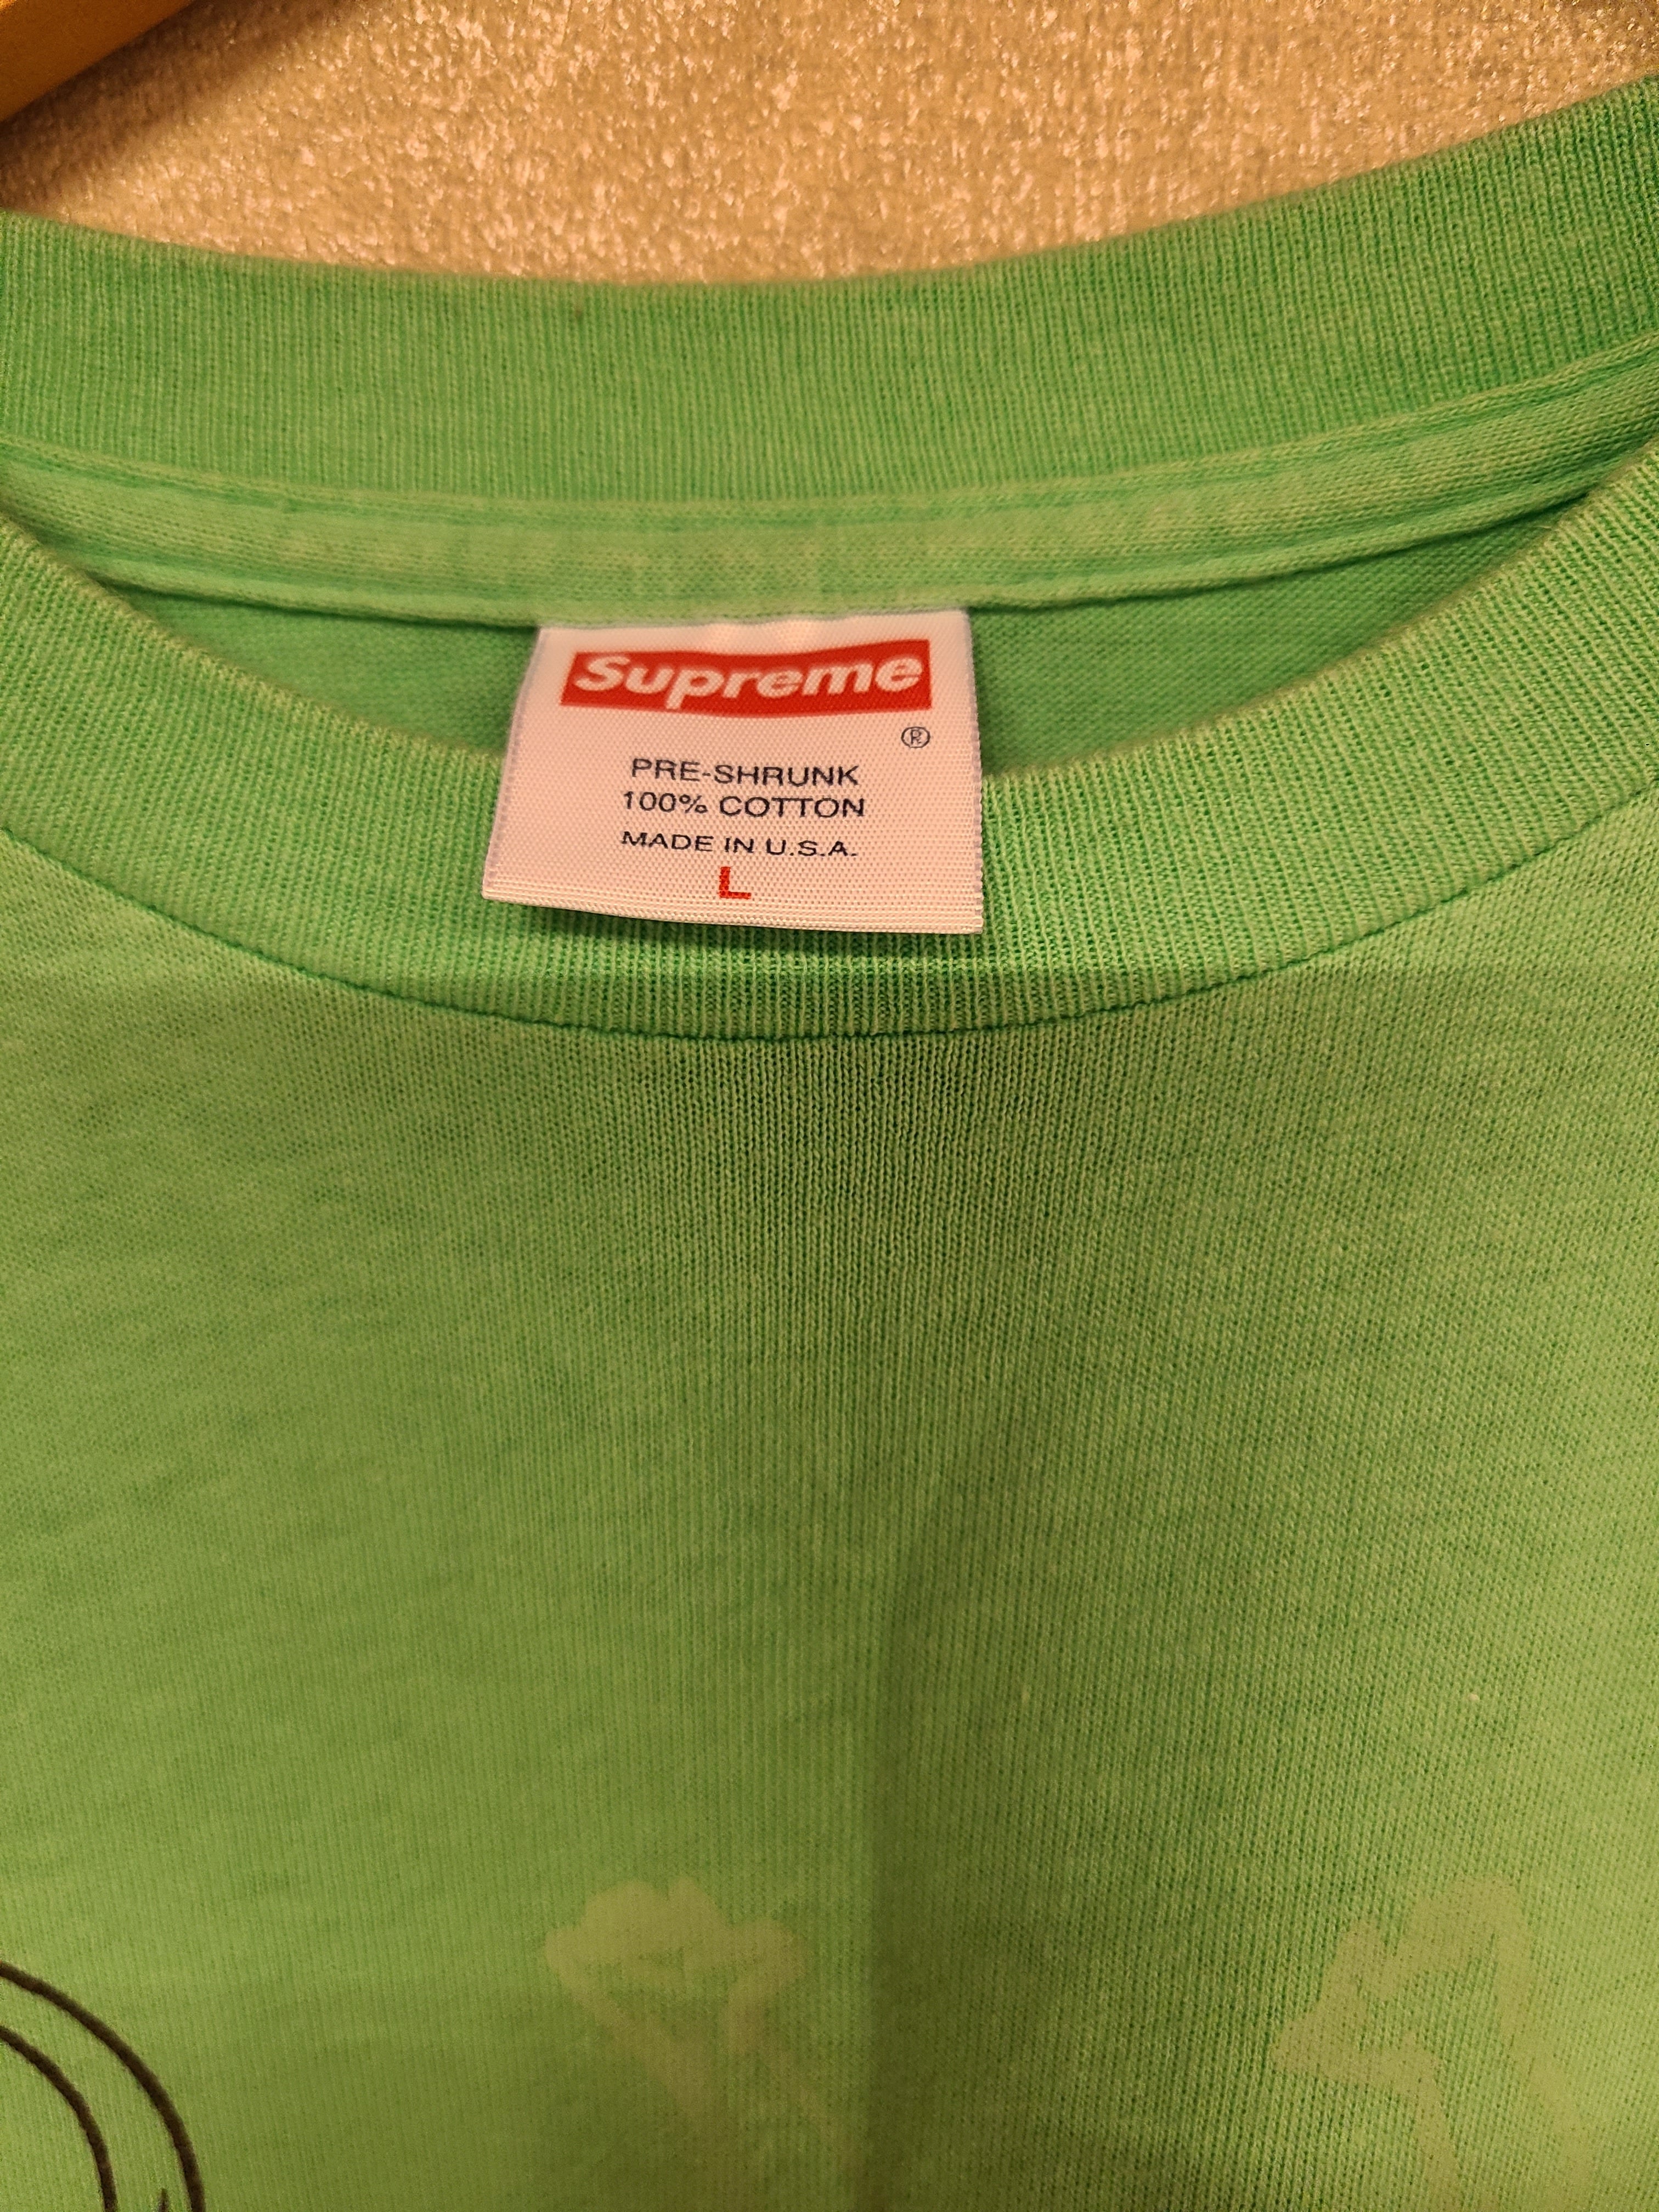 Supreme
®
PRE-SHRUNK
100% COTTON
MADE IN U.S.A.
L